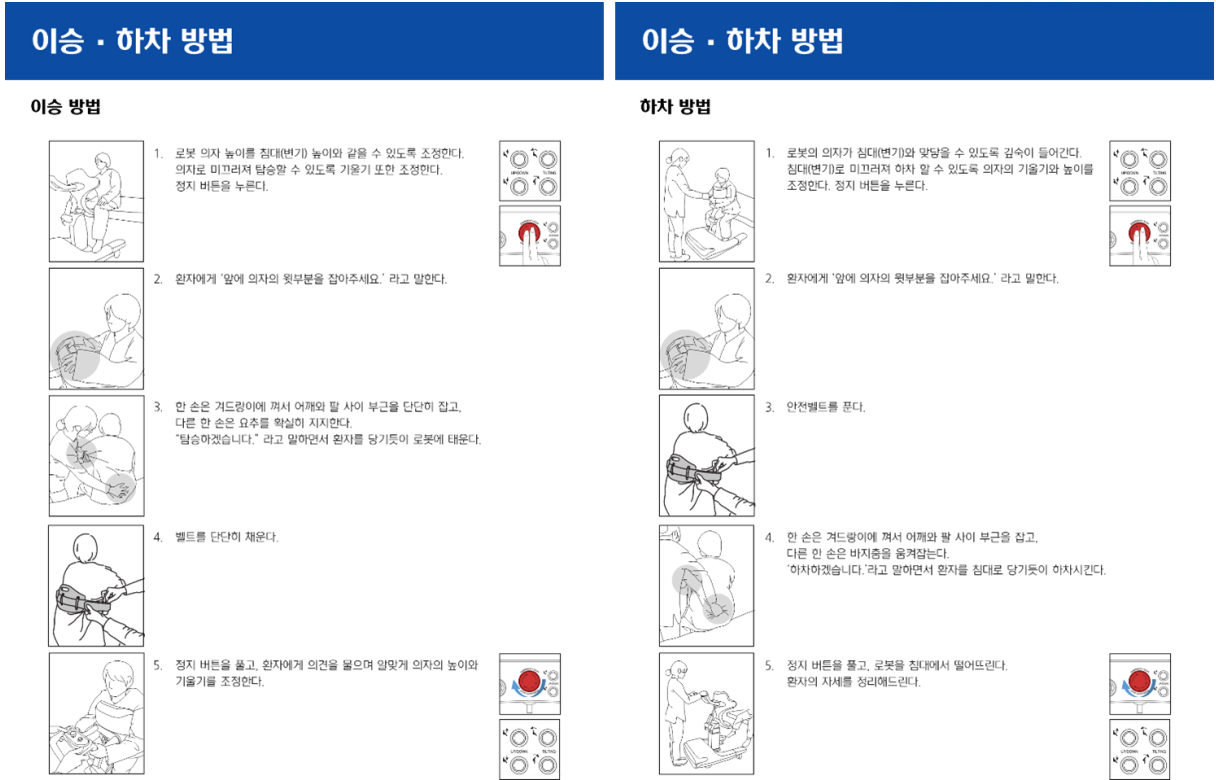 이승 · 하차 방법
이승 방법
1. 로봇 의자 높이를 침대(변기) 높이와 같을 수 있도록 조정한다.
의자로 미끄러져 탑승할 수 있도록 기울기 또한 조정한다.
정지 버튼을 누른다.
UP/DOWN TILTING
2. 환자에게 ‘앞에 의자의 윗부분을 잡아주세요.’ 라고 말한다.
3. 한 손은 겨드랑이에 껴서 어깨와 팔 사이 부근을 단단히 잡고,
다른 한 손은 요추를 확실히 지지한다.
“탑승하겠습니다.” 라고 말하면서 환자를 당기듯이 로봇에 태운다.
4. 벨트를 단단히 채운다.
5. 정지 버튼을 풀고, 환자에게 의견을 물으며 알맞게 의자의 높이와
기울기를 조정한다.
UP/DOWN TILTING
이승 · 하차 방법
하차 방법
1. 로봇의 의자가 침대(변기)와 맞닿을 수 있도록 깊숙이 들어간다.
침대(변기)로 미끄러져 하차 할 수 있도록 의자의 기울기와 높이를
조정한다. 정지 버튼을 누른다.
UP/DOWN TILTING
2. 환자에게 ‘앞에 의자의 윗부분을 잡아주세요.’ 라고 말한다.
3. 안전벨트를 푼다.
4. 한 손은 겨드랑이에 껴서 어깨와 팔 사이 부근을 잡고,
다른 한 손은 바지춤을 움켜잡는다.
‘하차하겠습니다.’라고 말하면서 환자를 침대로 당기듯이 하차시킨다.
5. 정지 버튼을 풀고, 로봇을 침대에서 떨어뜨린다.
환자의 자세를 정리해드린다.
UP/DOWN TILTING